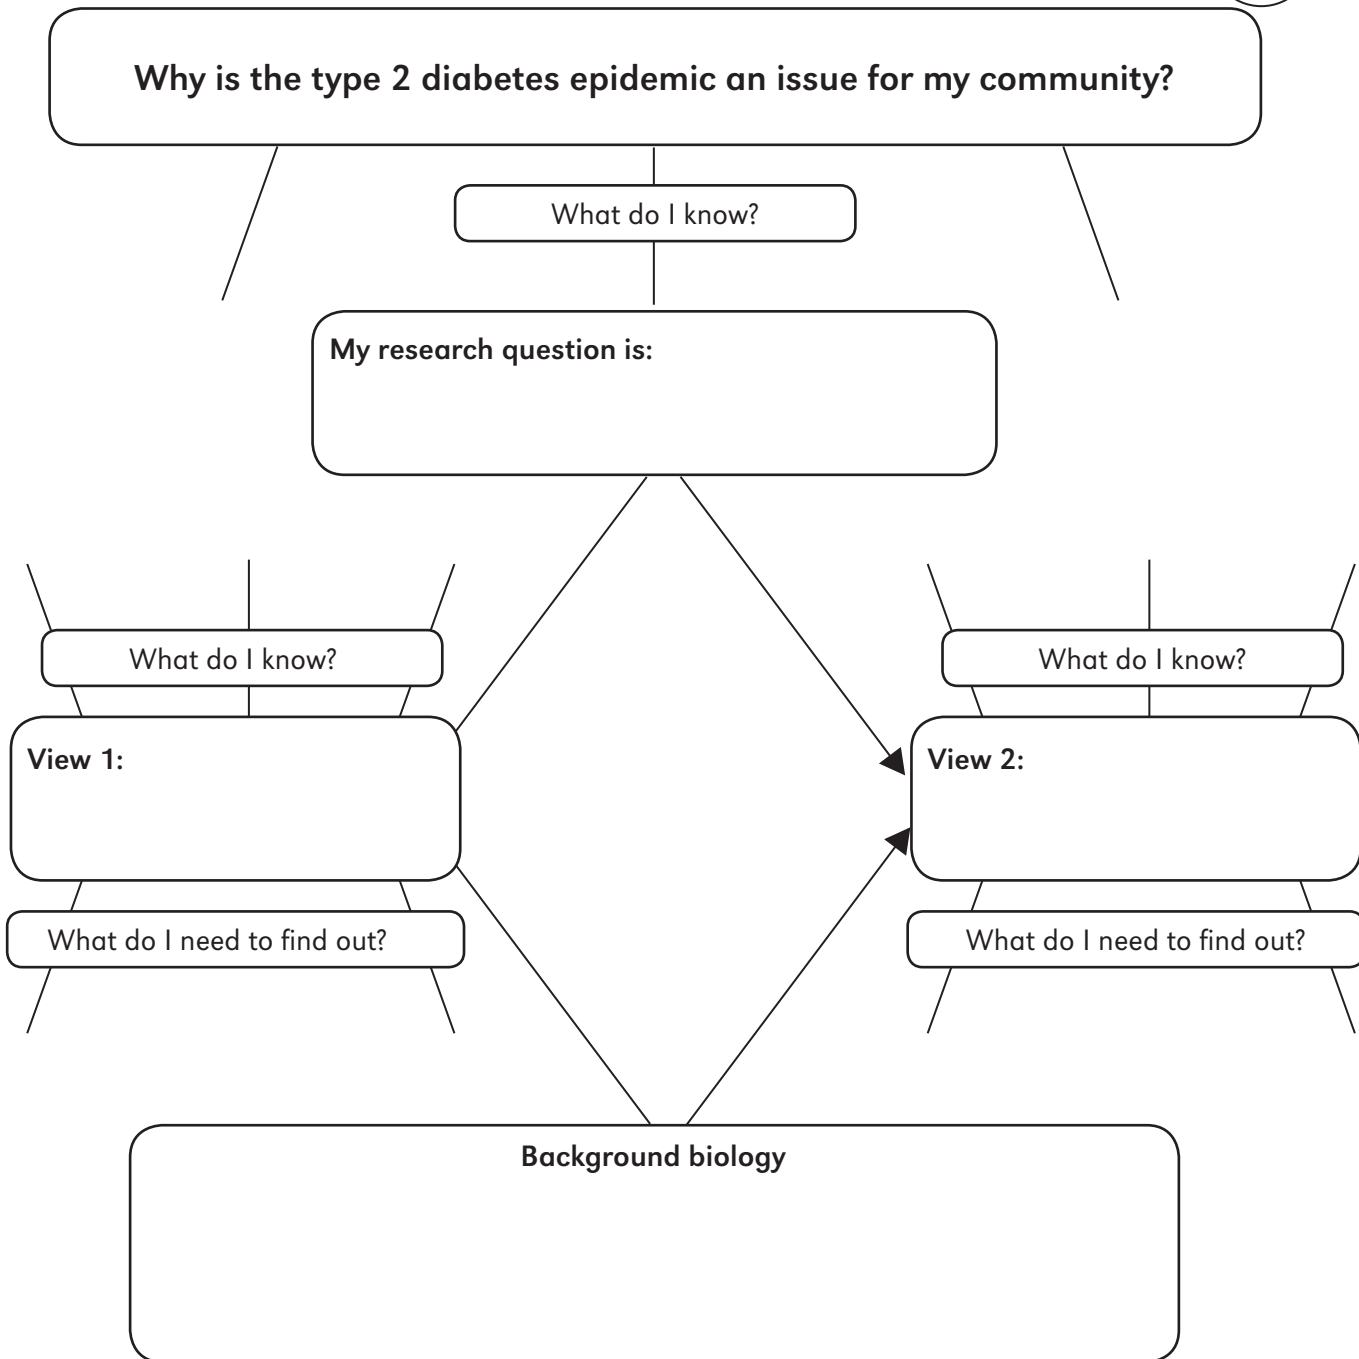 Why is the type 2 diabetes epidemic an issue for my community?
What do I know?
My research question is:
What do I know?
What do I know?
View 1:
View 2:
What do I need to find out?
What do I need to find out?
Background biology